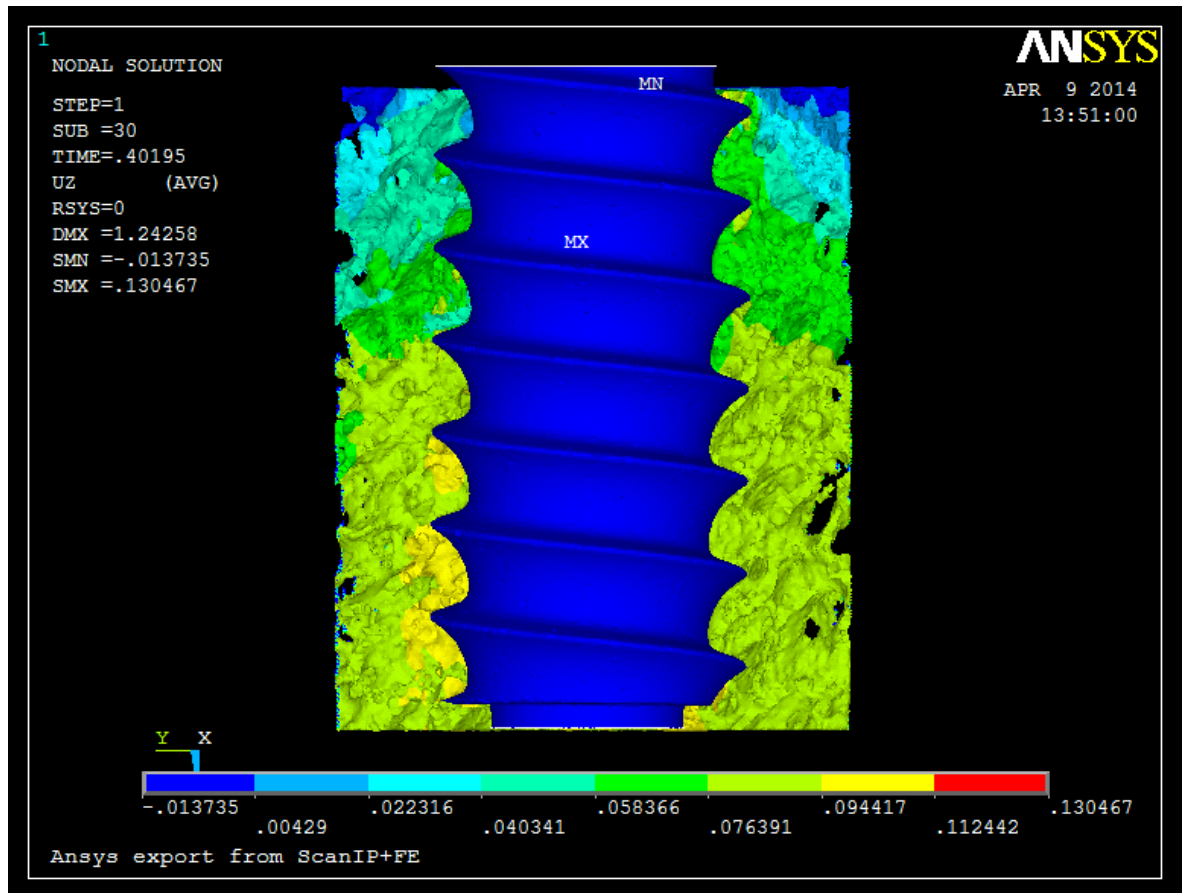 1
ANSYS
NODAL SOLUTION
APR  9 2014
13:51:00
STEP=1
SUB =30
TIME=.40195
UZ       (AVG)
RSYS=0
DMX =1.24258
SMN =-.013735
SMX =.130467
MN
MX
Y  X
-.013735  .022316  .058366  .094417  .130467
.00429  .040341  .076391  .112442
Ansys export from ScanIP+FE